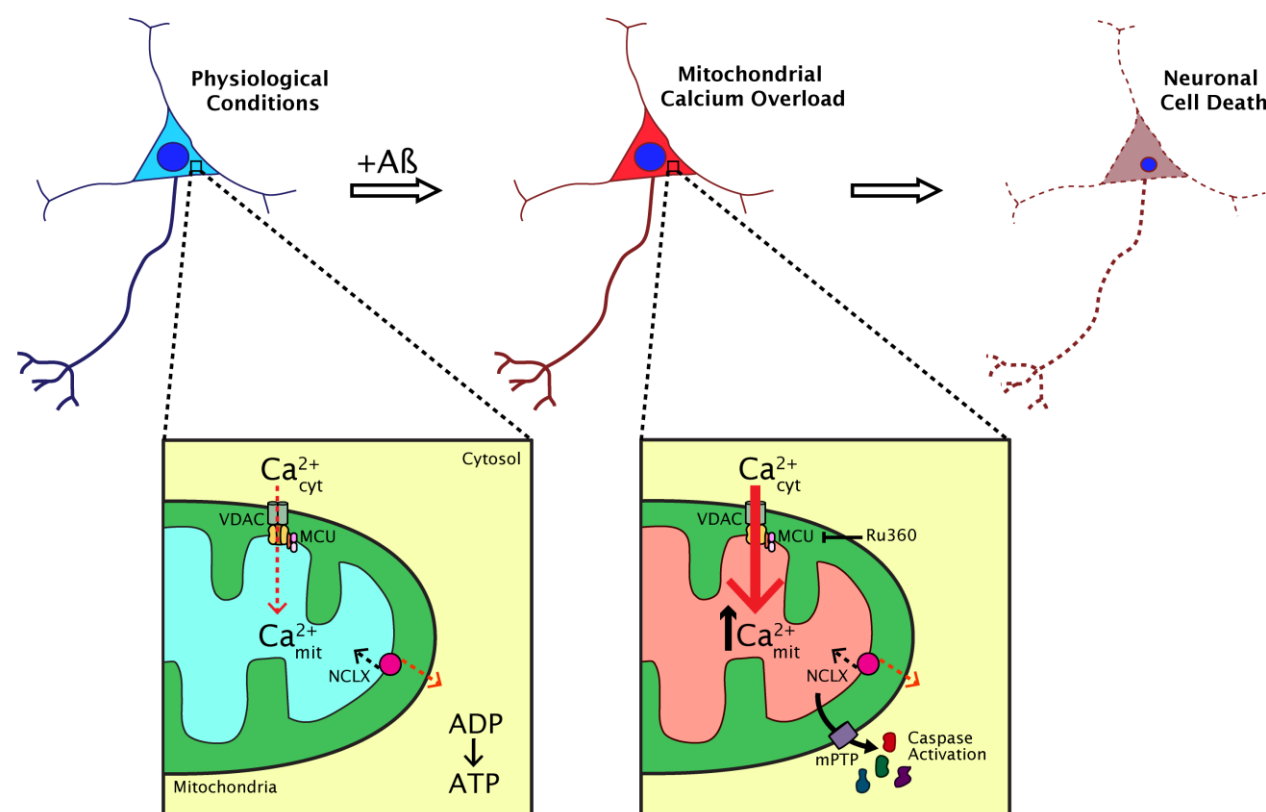 Physiological
Conditions
+Aß
Mitochondrial
Calcium Overload
Neuronal
Cell Death
Cytosol
Ca2+
cyt
VDAC
MCU
Ca2+
mit
NCLX
ADP
ATP
Mitochondria
Ca2+
cyt
VDAC
MCU
Ru360
Ca2+
mit
NCLX
mPTP
Caspase
Activation